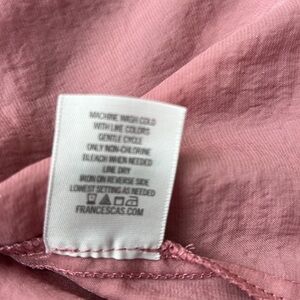 MACHINE WASH COLD
WITH LIKE COLORS
GENTLE CYCLE
ONLY NON-CHLORINE
BLEACH WHEN NEEDED
LINE DRY
IRON ON REVERSE SIDE
LOWEST SETTING AS NEEDED
FRANCESCAS.COM